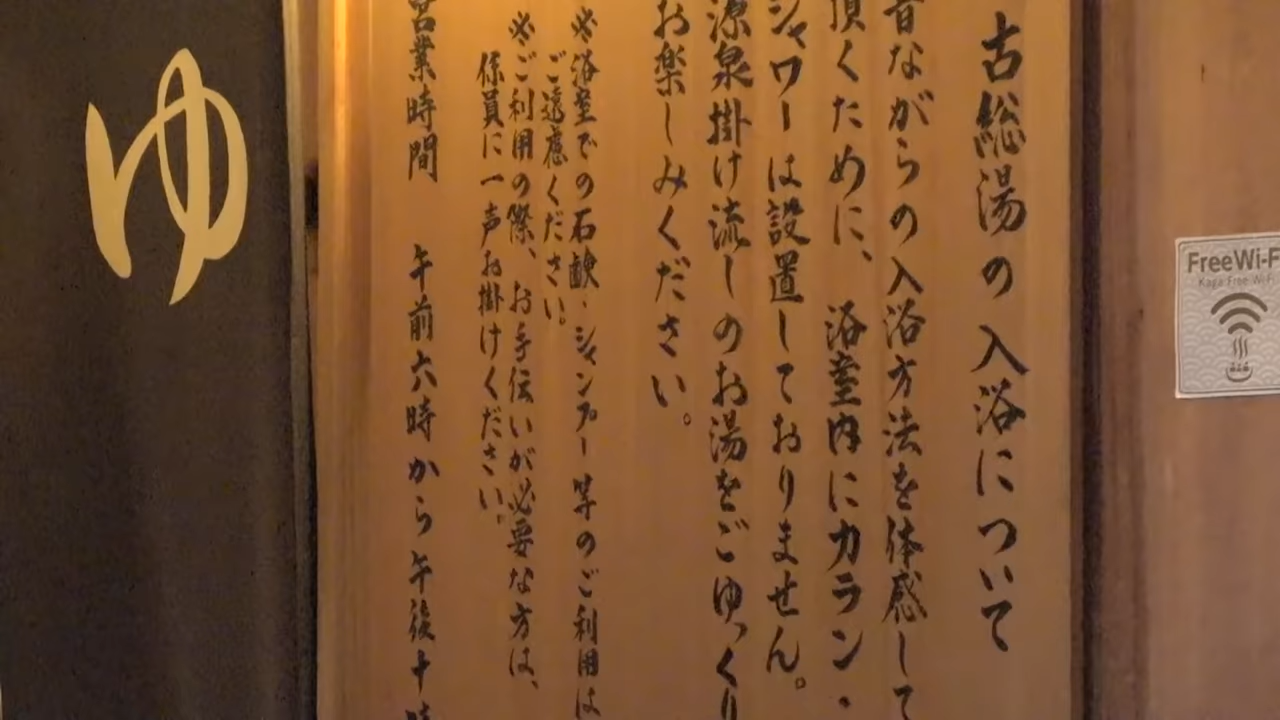 古総湯の入浴について
昔ながらの入浴方法を体感して
頂くために、浴室内にカラン・
シャワーは設置しておりません。
源泉掛け流しのお湯をごゆっくり
お楽しみください。
※浴室での石鹸・シャンプー等のご利用は
ご遠慮ください。
※ご利用の際、お手伝いが必要な方は、
係員に一声お掛けください。
営業時間 午前六時から午後十時
ゆ
FreeWi-F
Kaga Free Wi-Fi